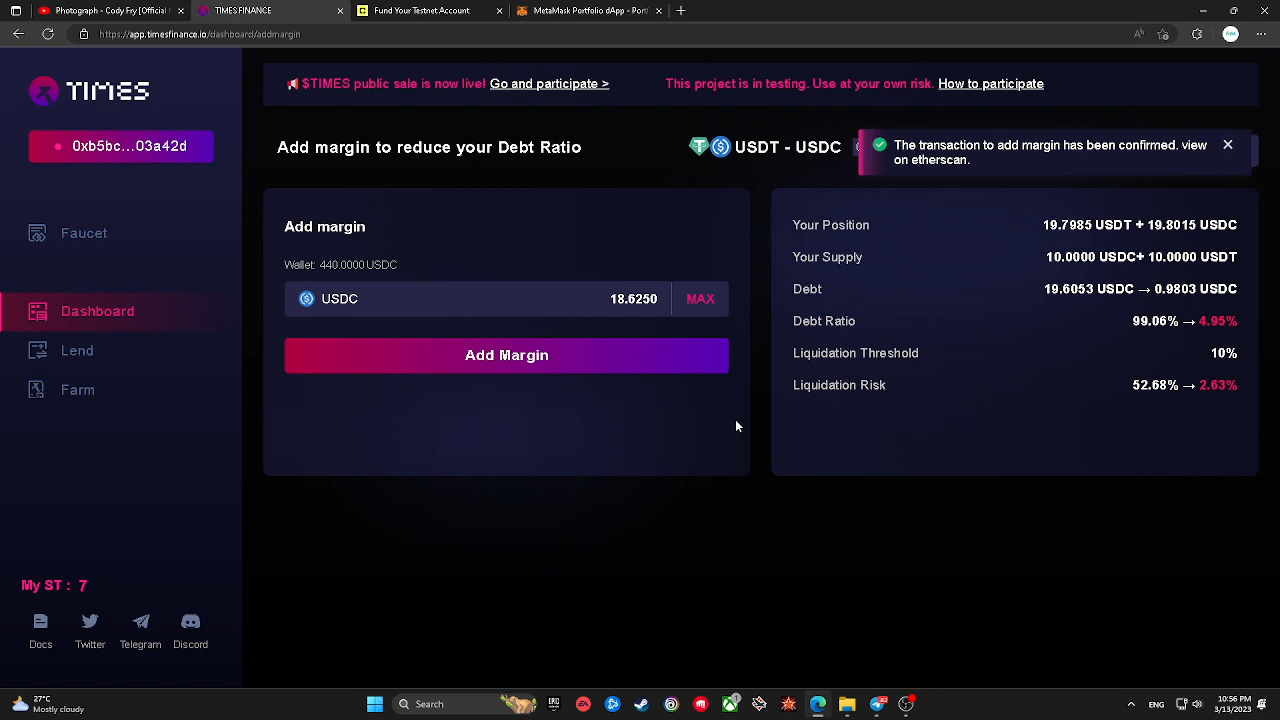 Photograph - Cody Fry [Official M
TIMES FINANCE
Fund Your Testnet Account
MetaMask Portfolio dApp - Portf
https://app.timesfinance.io/dashboard/addmargin
TIMES
0xb5bc...03a42d
Faucet
Dashboard
Lend
Farm
My ST : 7
Docs
Twitter
Telegram
Discord
$TIMES public sale is now live! Go and participate >
This project is in testing. Use at your own risk. How to participate
Add margin to reduce your Debt Ratio
USDT - USDC
The transaction to add margin has been confirmed. view
on etherscan.
Add margin
Wallet: 440.0000 USDC
USDC 18.6250 MAX
Add Margin
Your Position 19.7985 USDT + 19.8015 USDC
Your Supply 10.0000 USDC+ 10.0000 USDT
Debt 19.6053 USDC → 0.9803 USDC
Debt Ratio 99.06% → 4.95%
Liquidation Threshold 10%
Liquidation Risk 52.68% → 2.63%
27°C
Mostly cloudy
Search
ENG
10:56 PM
3/13/2023